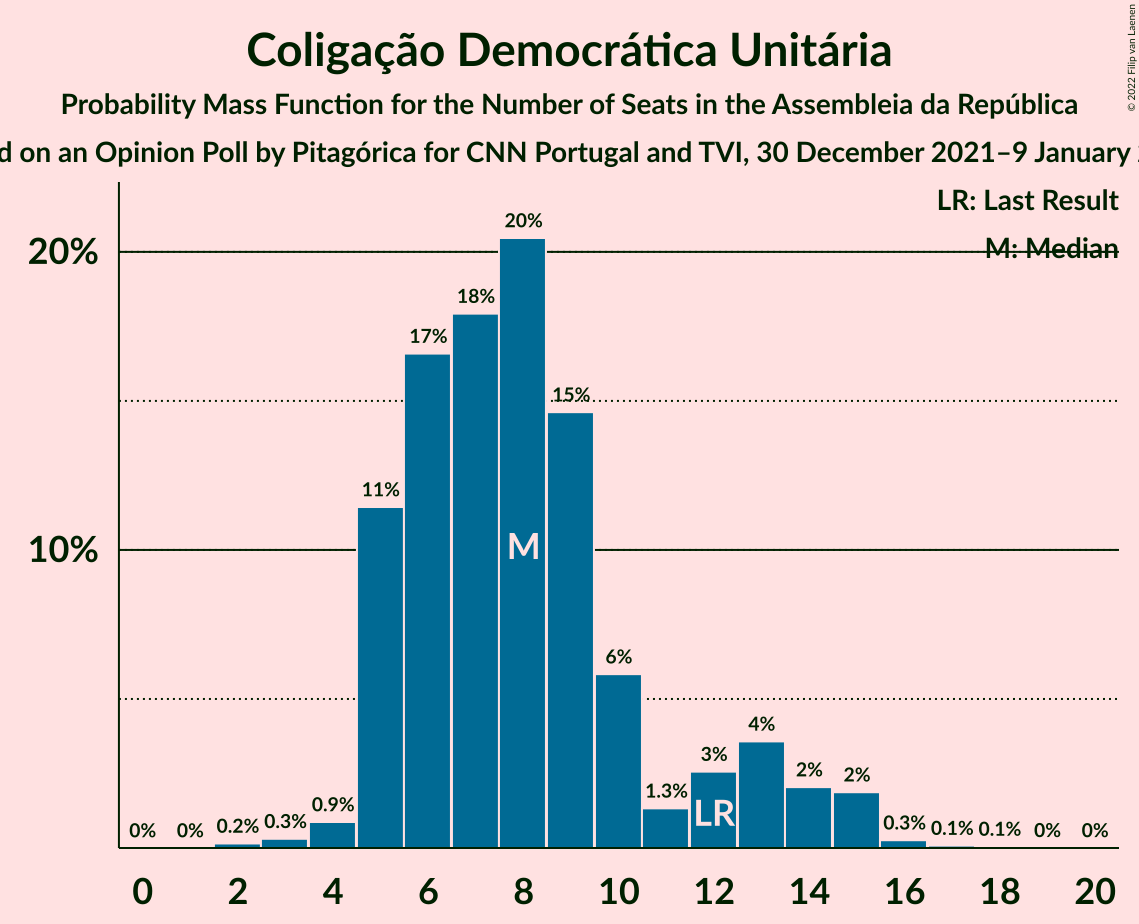 Coligação Democrática Unitária
Probability Mass Function for the Number of Seats in the Assembleia da República
d on an Opinion Poll by Pitagórica for CNN Portugal and TVI, 30 December 2021–9 January
© 2022 Filip van Laenen
LR: Last Result
M: Median
20%
10%
0%
0%
0.2%
0.3%
0.9%
11%
17%
18%
20%
15%
6%
1.3%
3%
4%
2%
2%
0.3%
0.1%
0.1%
0%
0%
M
LR
0 2 4 6 8 10 12 14 16 18 20